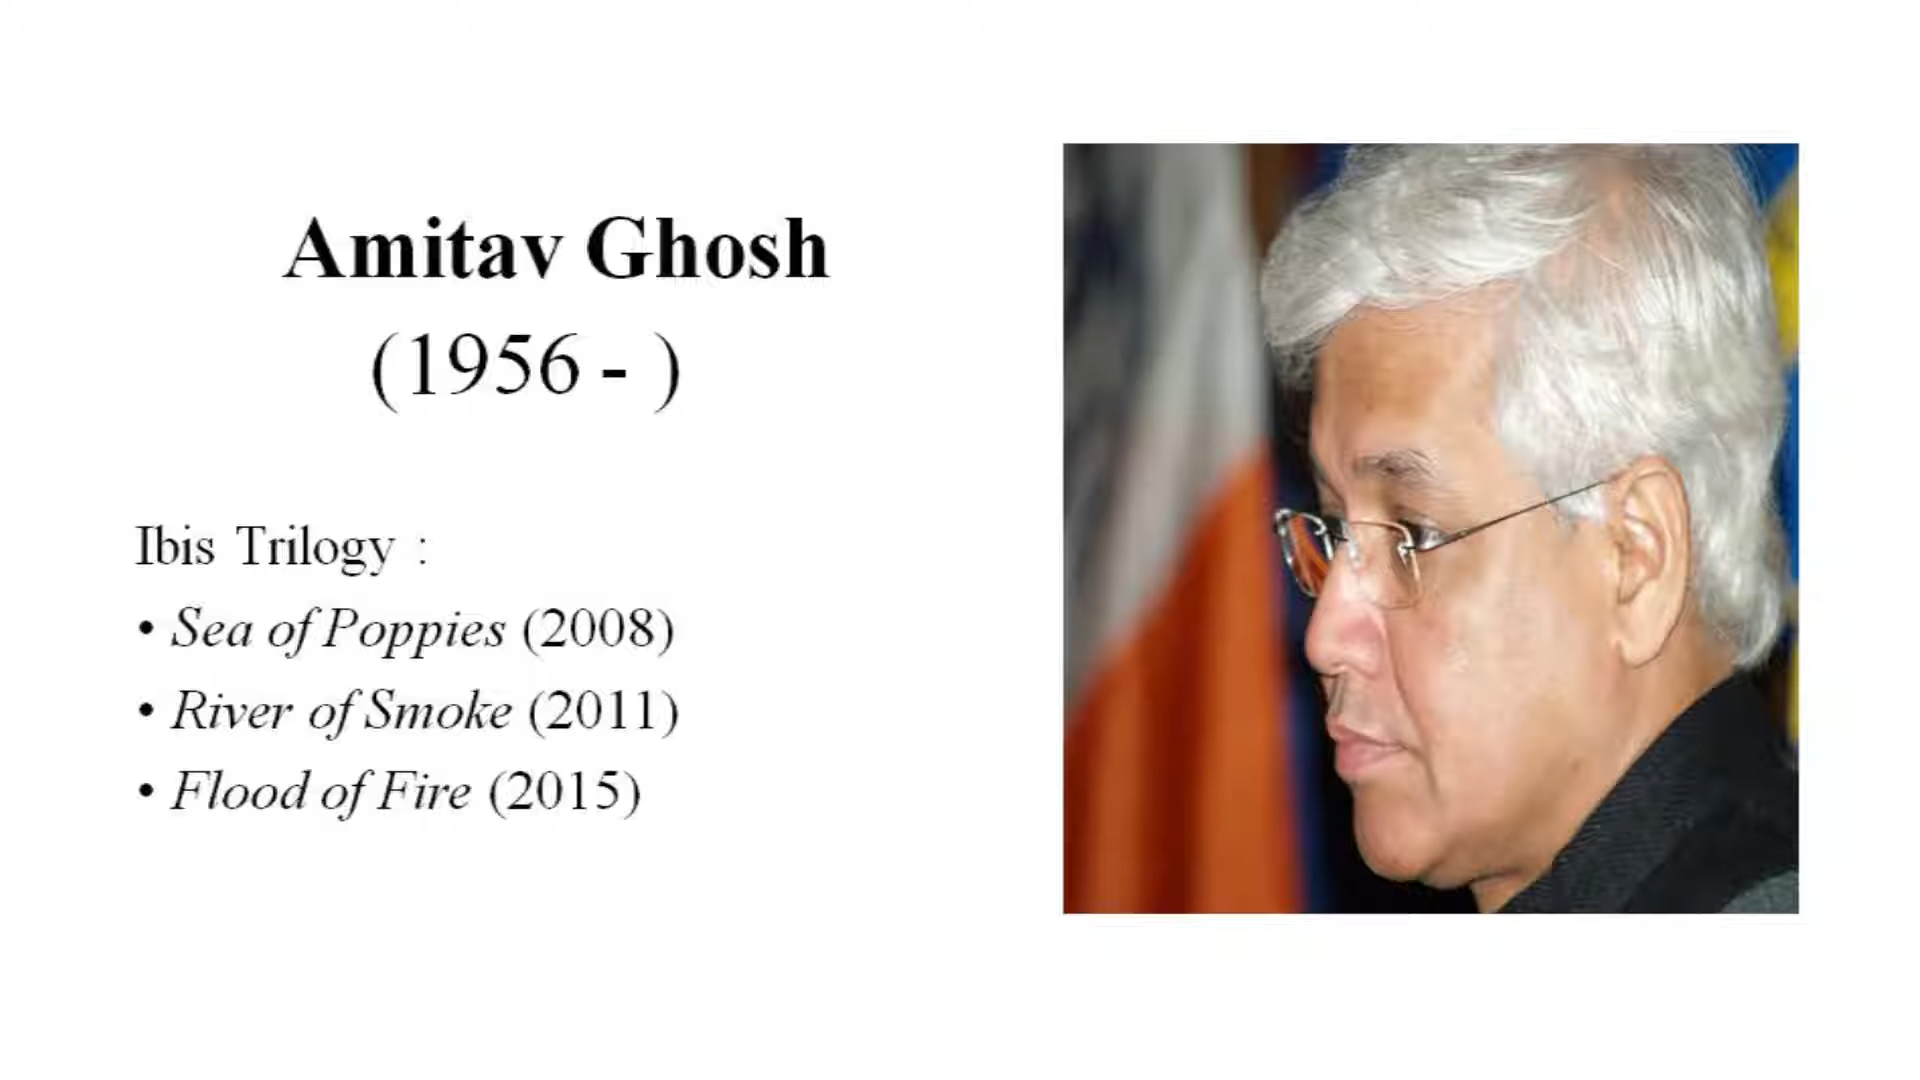 Amitav Ghosh
(1956 - )
Ibis Trilogy :
• Sea of Poppies (2008)
• River of Smoke (2011)
• Flood of Fire (2015)